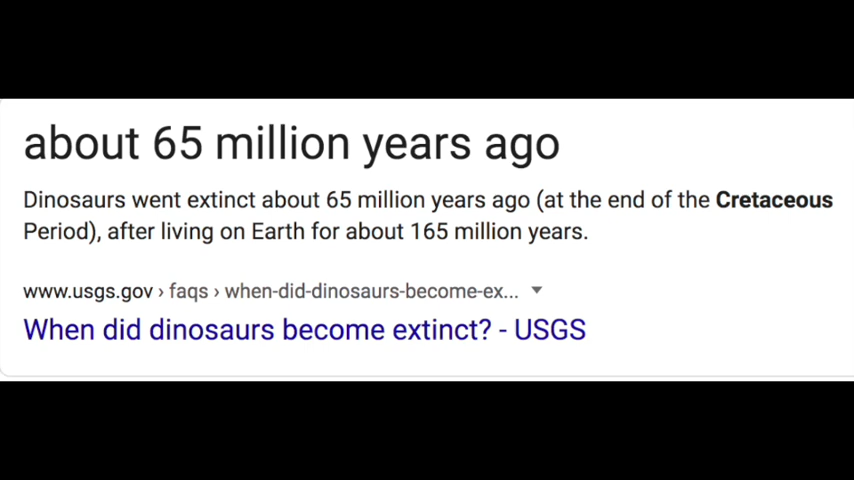 about 65 million years ago
Dinosaurs went extinct about 65 million years ago (at the end of the Cretaceous
Period), after living on Earth for about 165 million years.
www.usgs.gov › faqs › when-did-dinosaurs-become-ex...
When did dinosaurs become extinct? - USGS